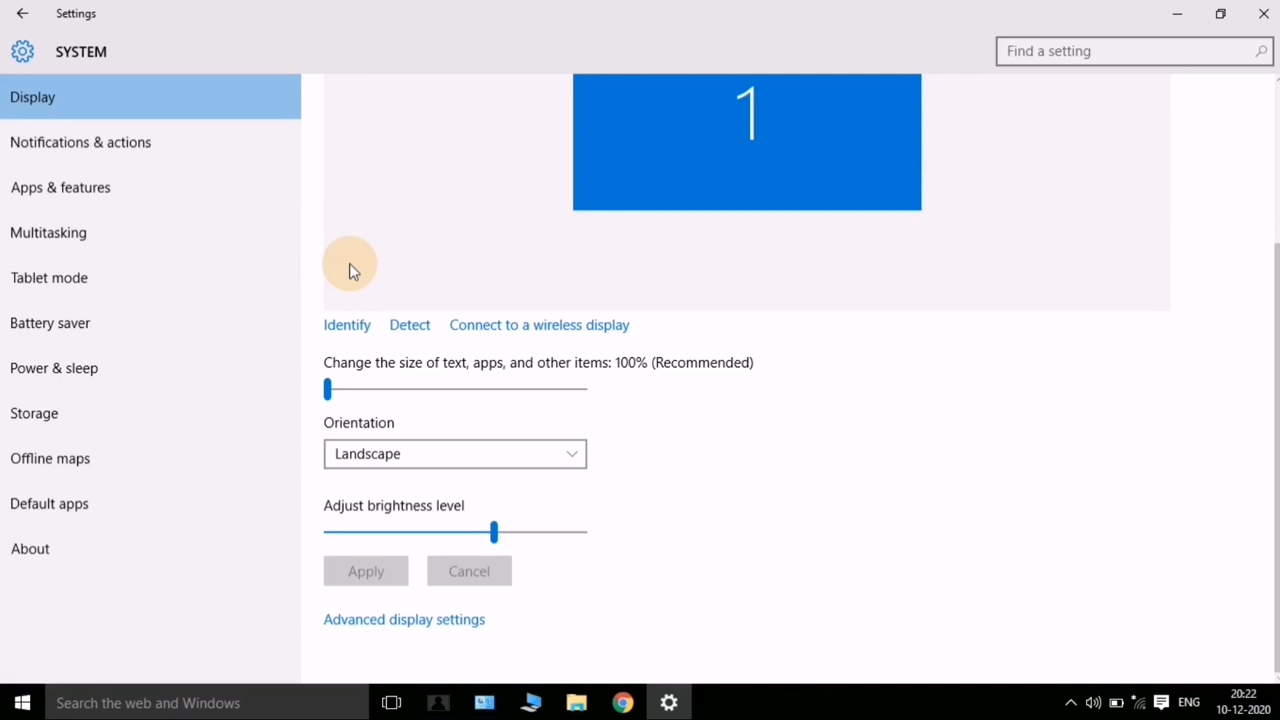 Settings
SYSTEM
Find a setting
Display
Notifications & actions
Apps & features
Multitasking
Tablet mode
Battery saver
Power & sleep
Storage
Offline maps
Default apps
About
1
Identify Detect Connect to a wireless display
Change the size of text, apps, and other items: 100% (Recommended)
Orientation
Landscape
Adjust brightness level
Apply Cancel
Advanced display settings
Search the web and Windows
ENG
20:22
10-12-2020